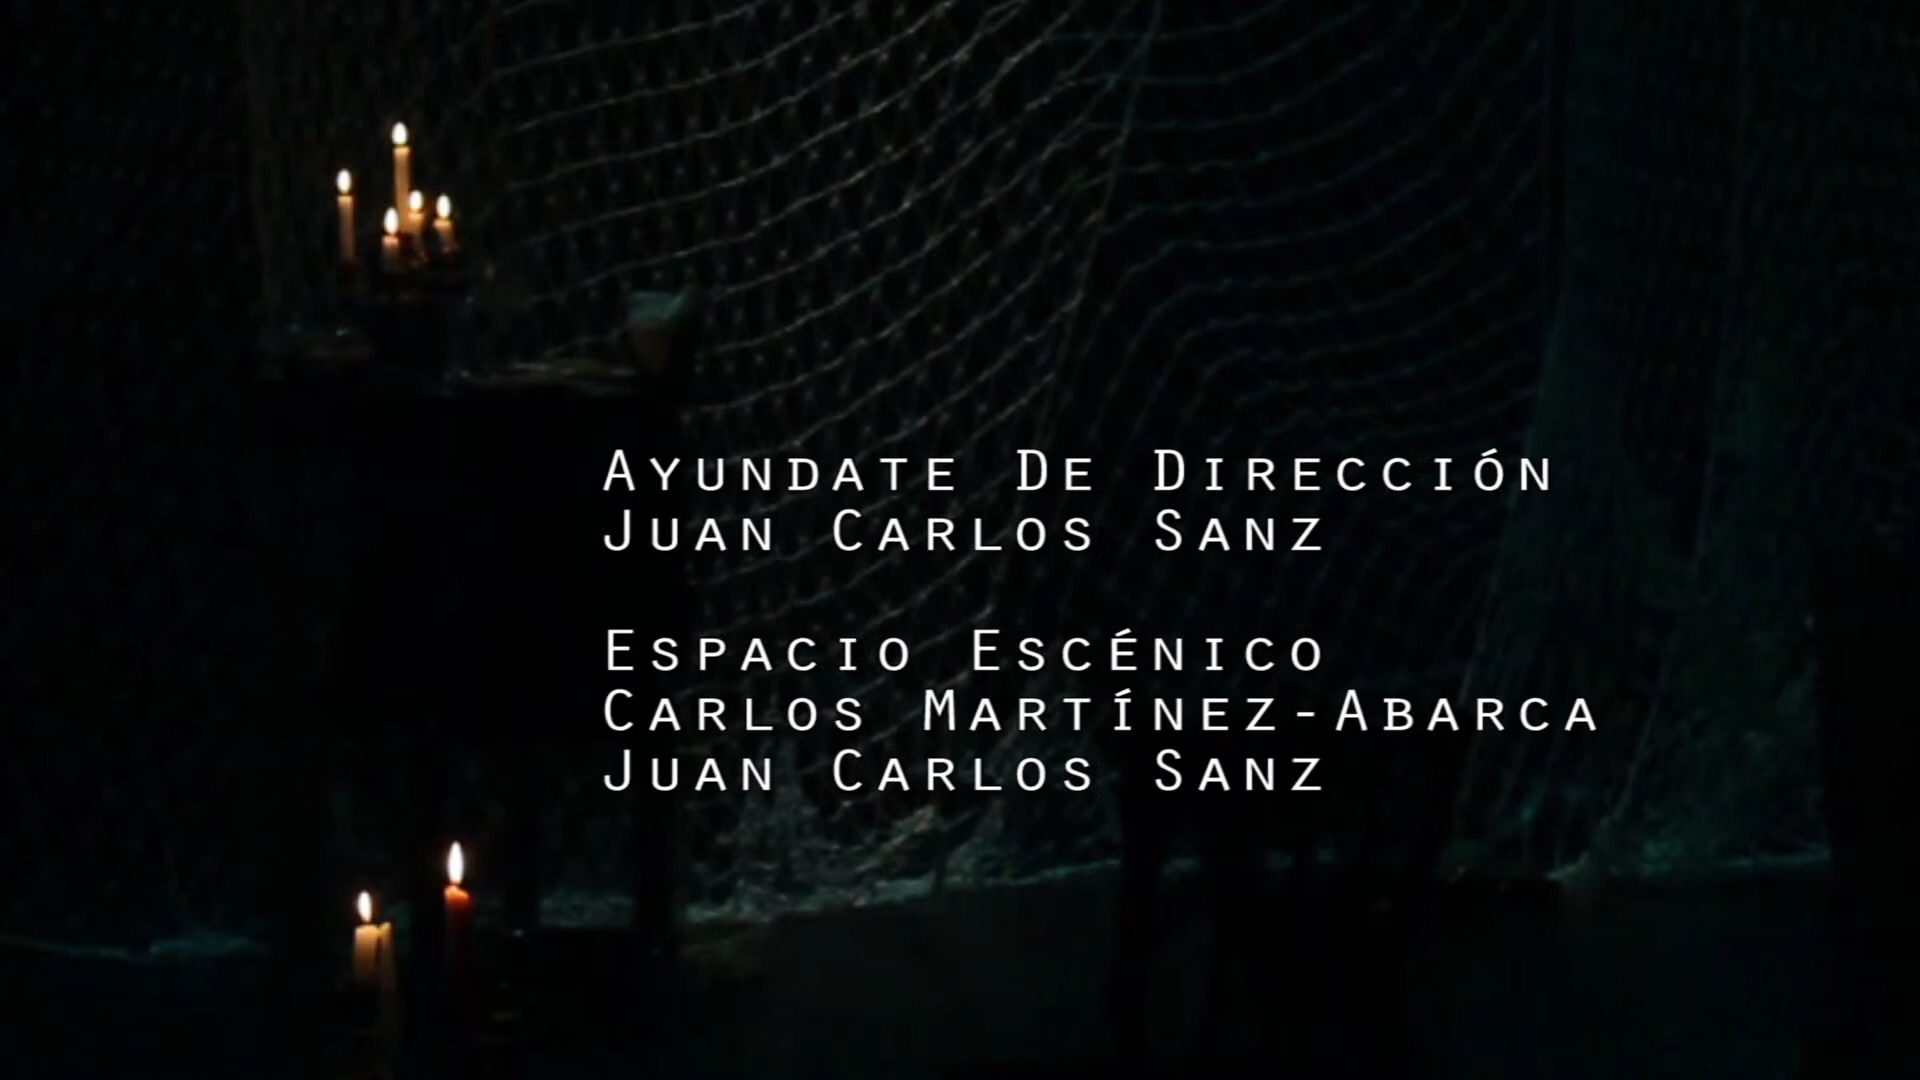 Ayundate De Dirección
Juan Carlos Sanz
Espacio Escénico
Carlos Martínez-Abarca
Juan Carlos Sanz